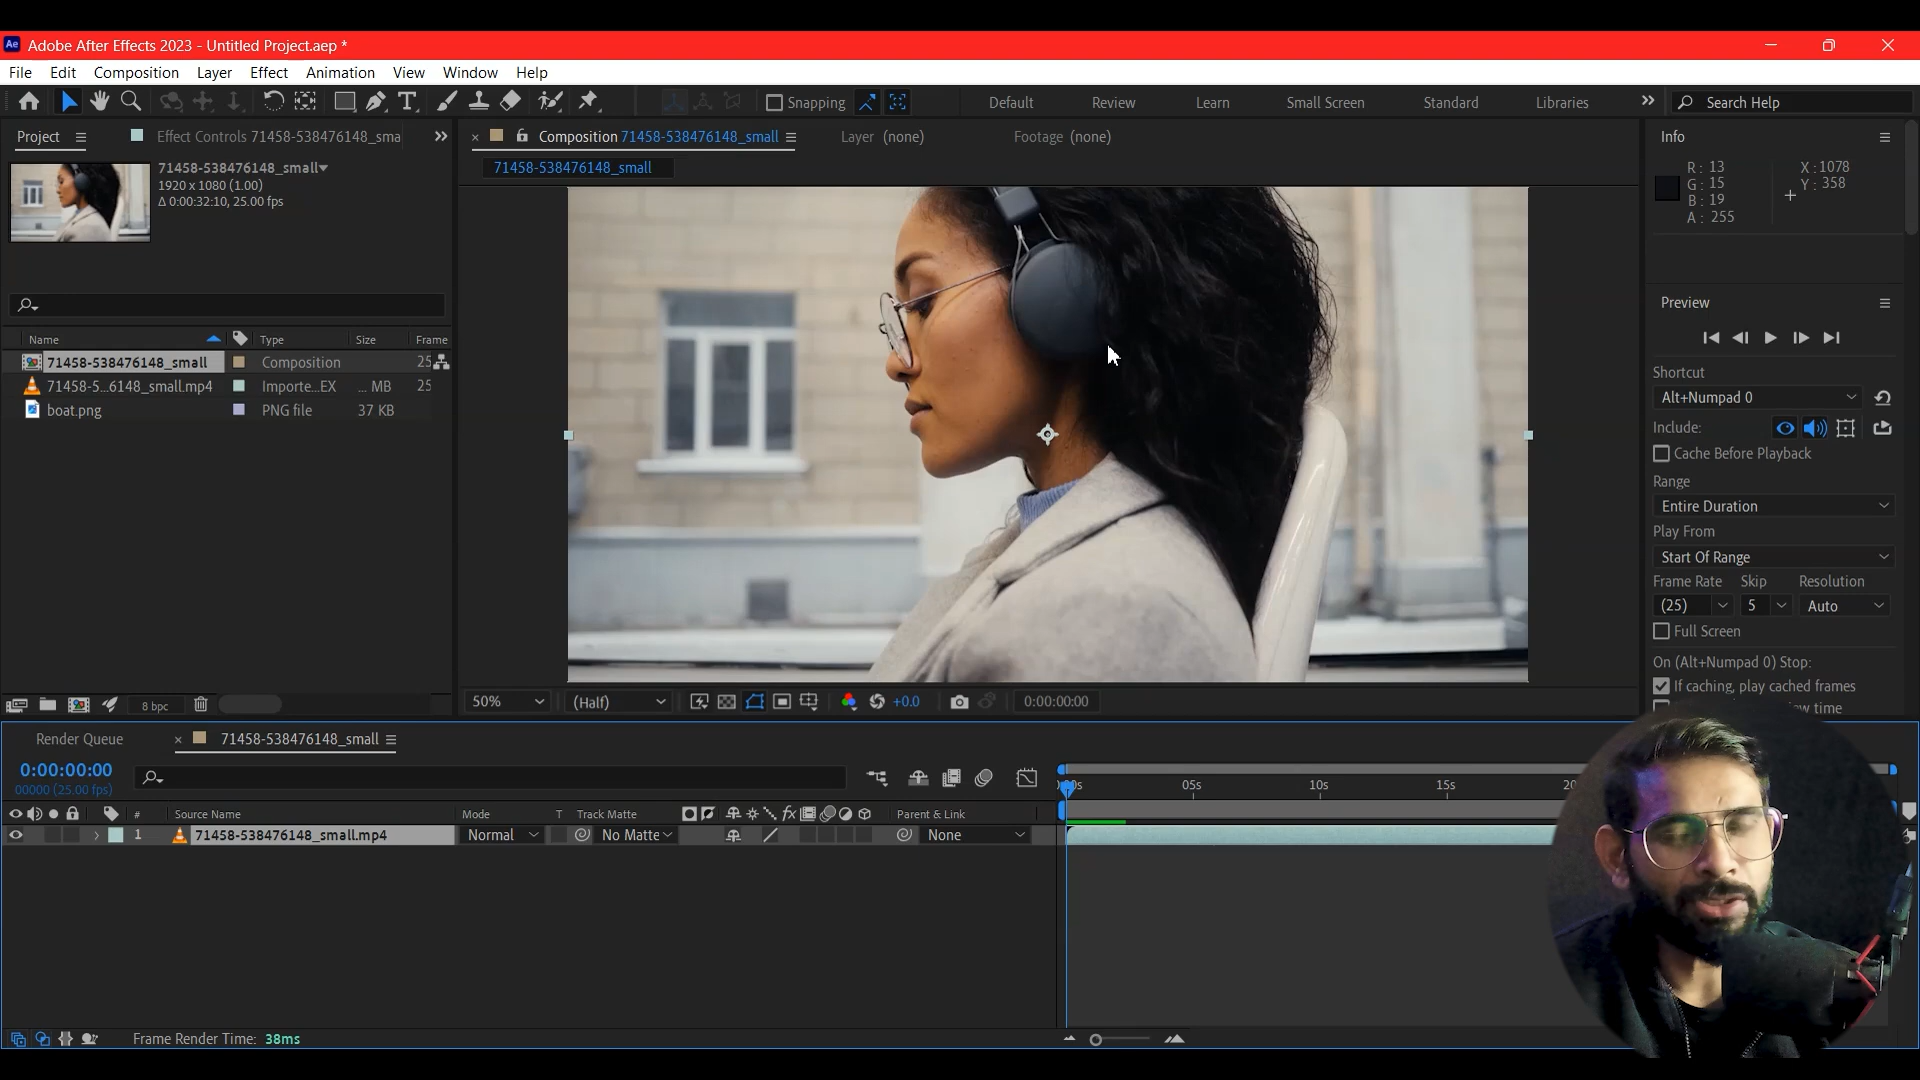 Ae Adobe After Effects 2023 - Untitled Project.aep *
File Edit Composition Layer Effect Animation View Window Help
T Snapping Default Review Learn Small Screen Standard Libraries Search Help
Project Effect Controls 71458-538476148_sma
Composition 71458-538476148_small Layer (none) Footage (none)
Info
71458-538476148_small
1920 x 1080 (1.00)
Δ 0:00:32:10, 25.00 fps
71458-538476148_small
R: 13
G: 15
B: 19
A: 255
X:1078
Y: 358
Name Type Size Frame
71458-538476148_small Composition 25
71458-5...6148_small.mp4 Importe...EX ... MB 25
boat.png PNG file 37 KB
Preview
Shortcut
Alt+Numpad 0
Include:
Cache Before Playback
Range
Entire Duration
Play From
Start Of Range
Frame Rate Skip Resolution
(25) 5 Auto
Full Screen
On (Alt+Numpad 0) Stop:
If caching, play cached frames
time
8 bpc
50% (Half) +0.0 0:00:00:00
Render Queue 71458-538476148_small
0:00:00:00
00000 (25.00 fps)
05s 10s 15s
# Source Name Mode T Track Matte fx Parent & Link
1 71458-538476148_small.mp4 Normal No Matte None
Frame Render Time: 38ms